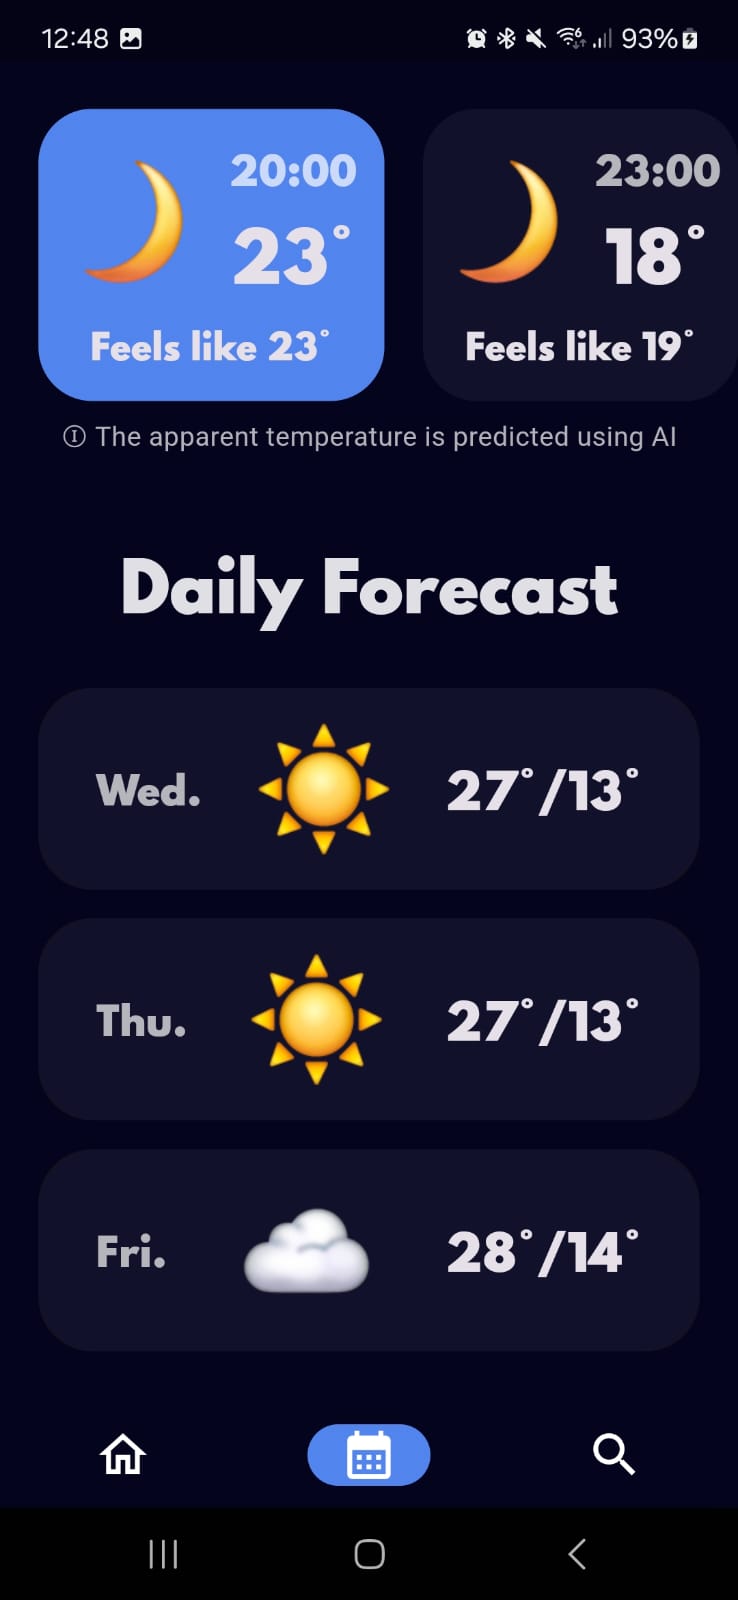 12:48 93%
20:00 23:00
23° 18°
Feels like 23° Feels like 19°
The apparent temperature is predicted using AI
Daily Forecast
Wed. 27°/13°
Thu. 27°/13°
Fri. 28°/14°